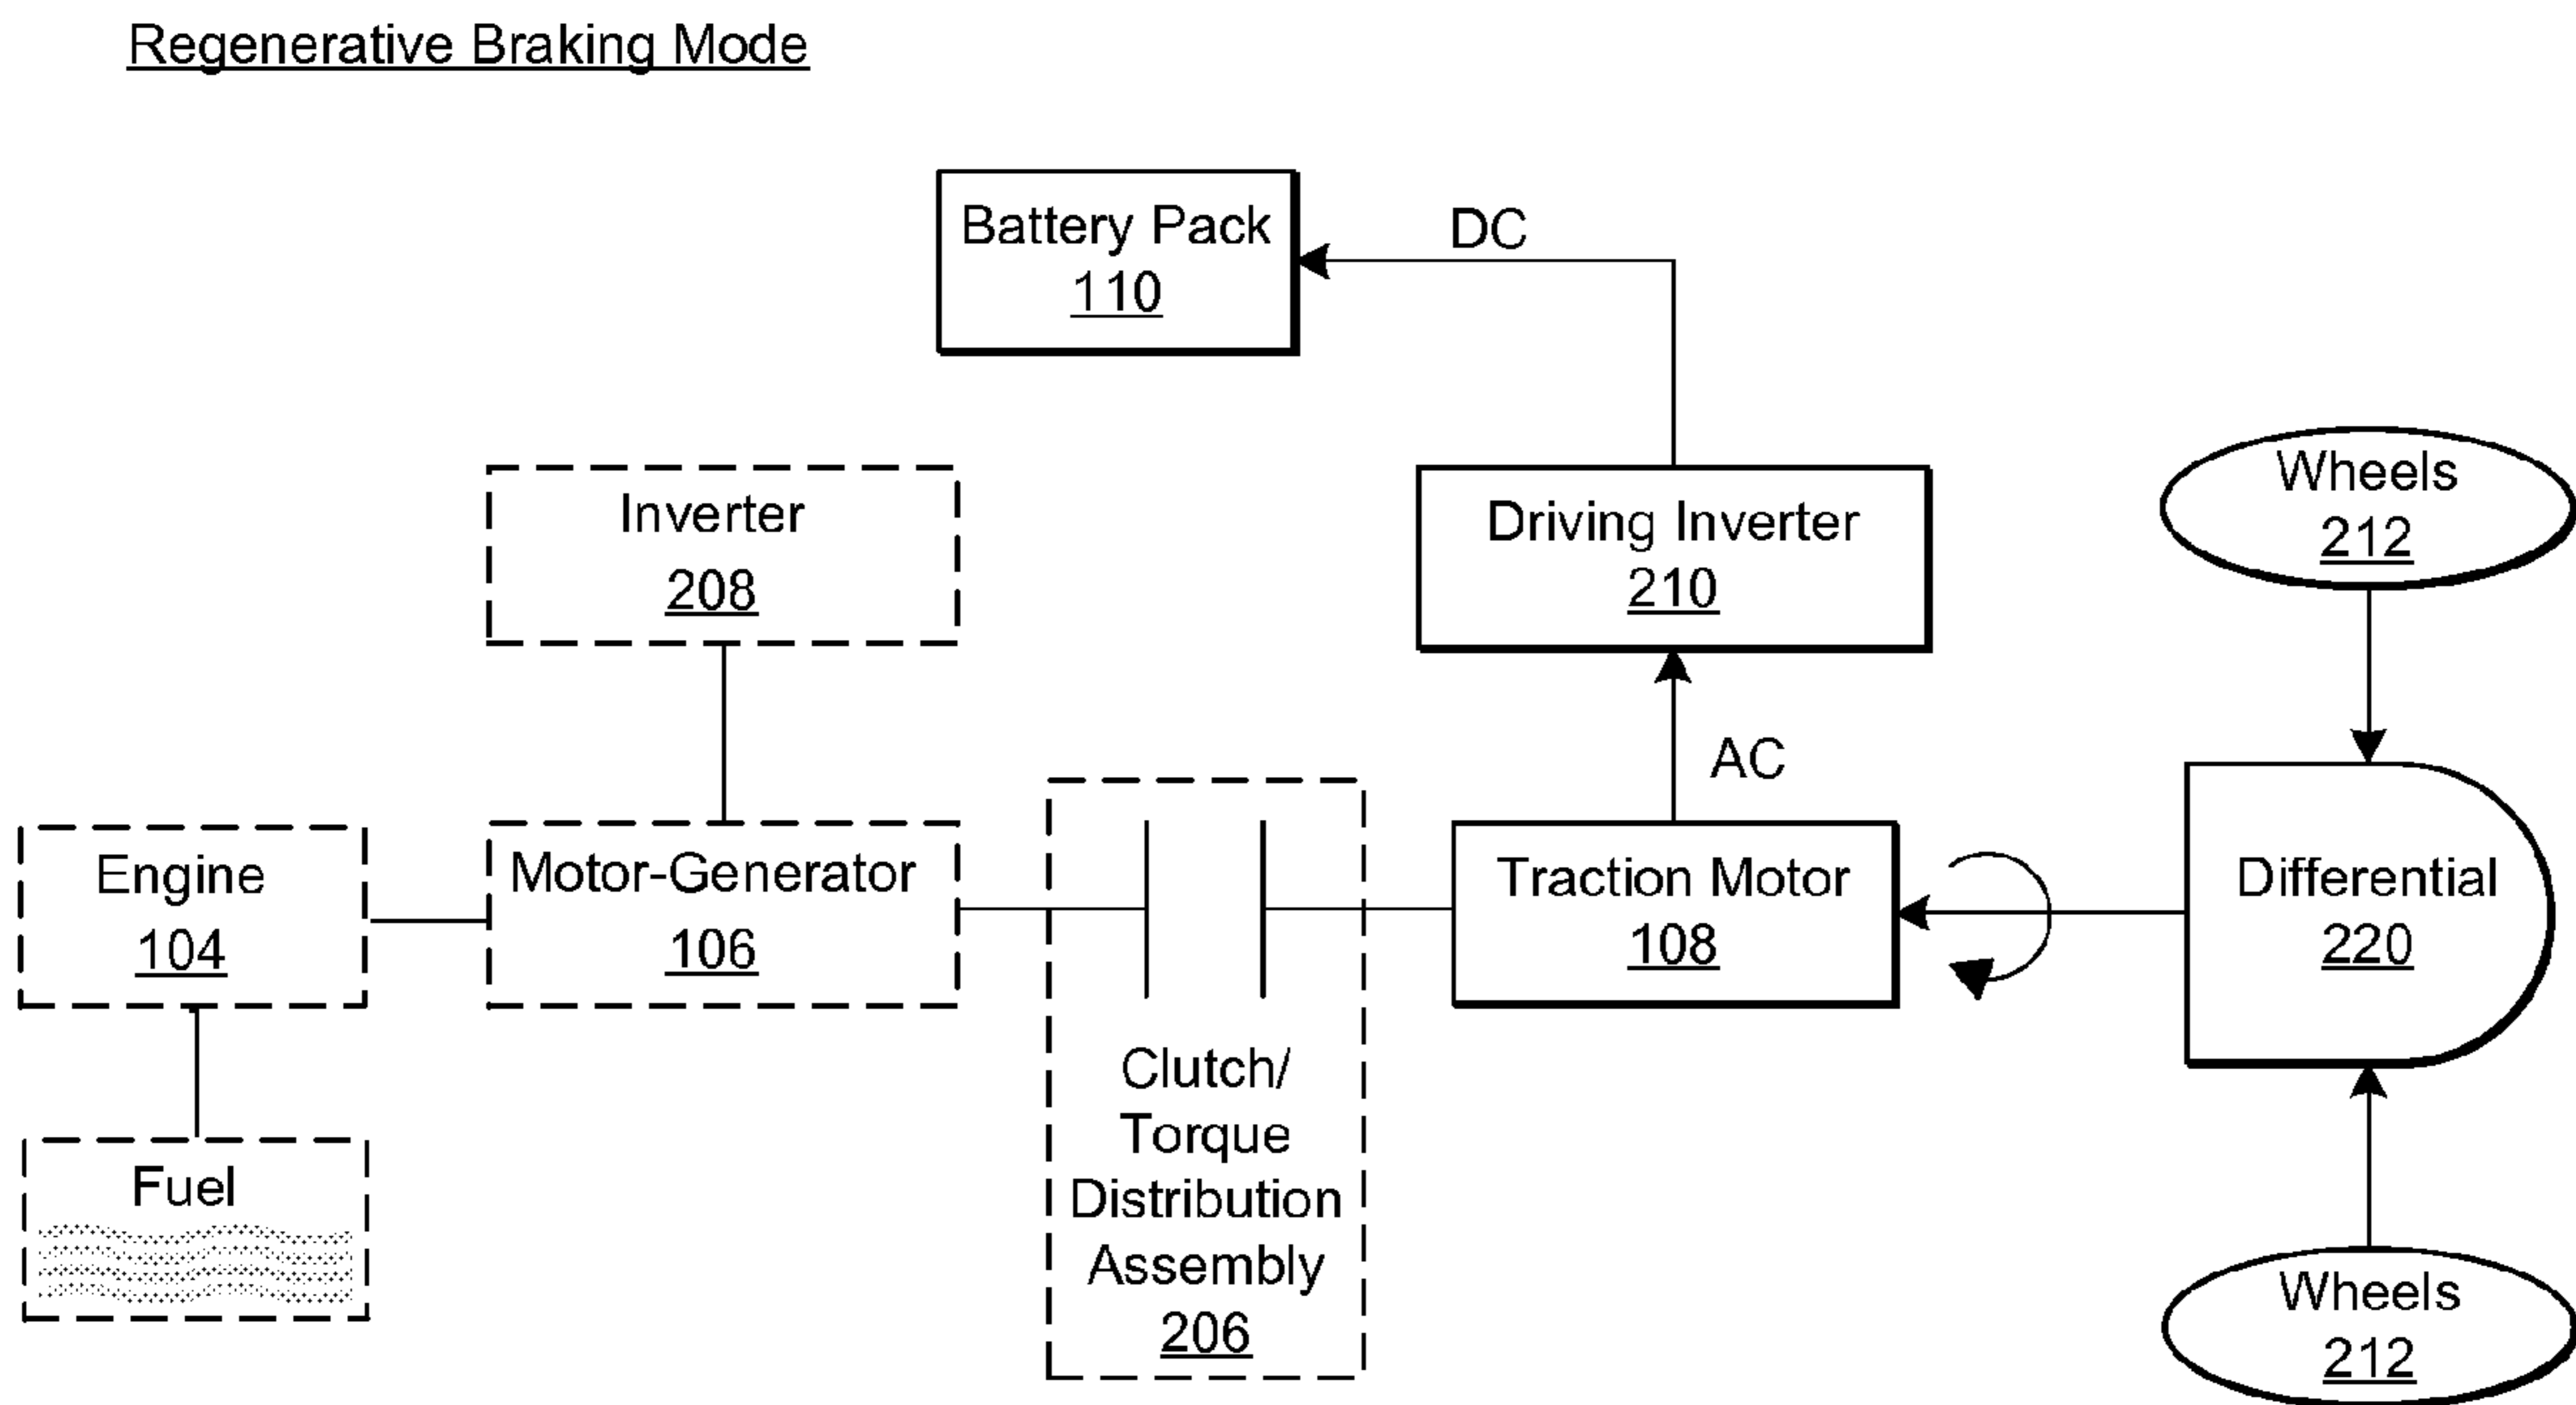 Regenerative Braking Mode
Battery Pack
110
DC
Wheels
212
Inverter
208
Driving Inverter
210
AC
Engine
104
Motor-Generator
106
Traction Motor
108
Differential
220
Clutch/
Torque
Distribution
Assembly
206
Fuel
Wheels
212